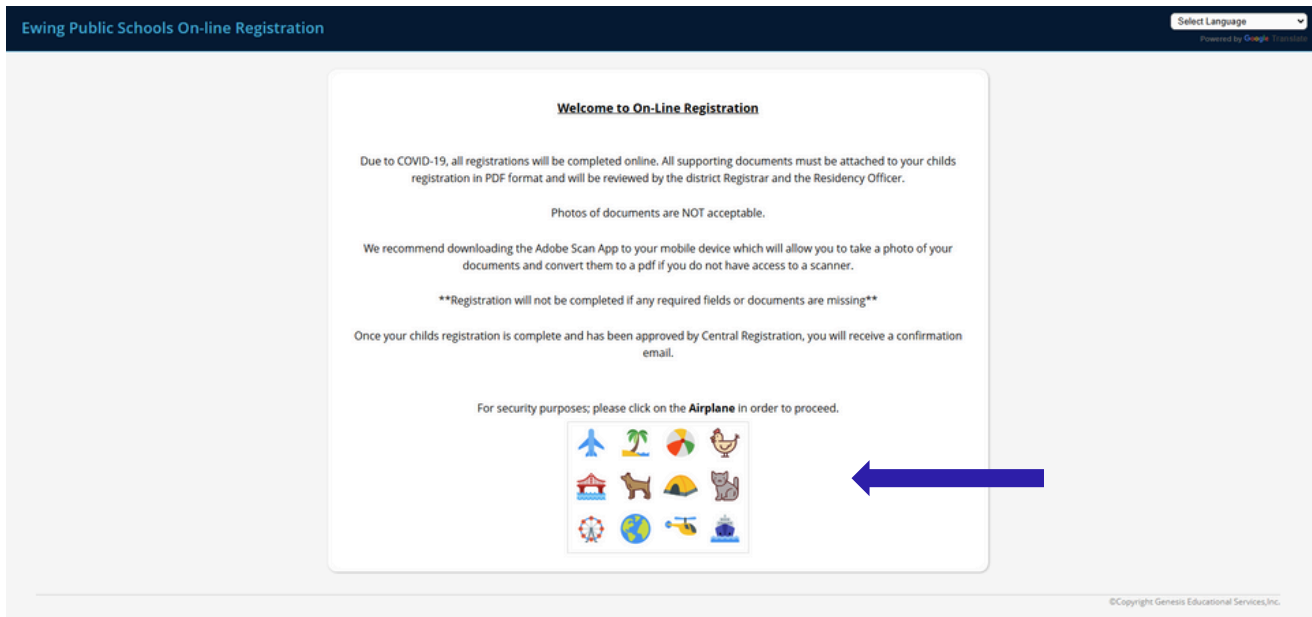 Ewing Public Schools On-line Registration
Select Language
Powered by Google Translate
Welcome to On-Line Registration
Due to COVID-19, all registrations will be completed online. All supporting documents must be attached to your childs
registration in PDF format and will be reviewed by the district Registrar and the Residency Officer.
Photos of documents are NOT acceptable.
We recommend downloading the Adobe Scan App to your mobile device which will allow you to take a photo of your
documents and convert them to a pdf if you do not have access to a scanner.
**Registration will not be completed if any required fields or documents are missing**
Once your childs registration is complete and has been approved by Central Registration, you will receive a confirmation
email.
For security purposes; please click on the Airplane in order to proceed.
©Copyright Genesis Educational Services,Inc.